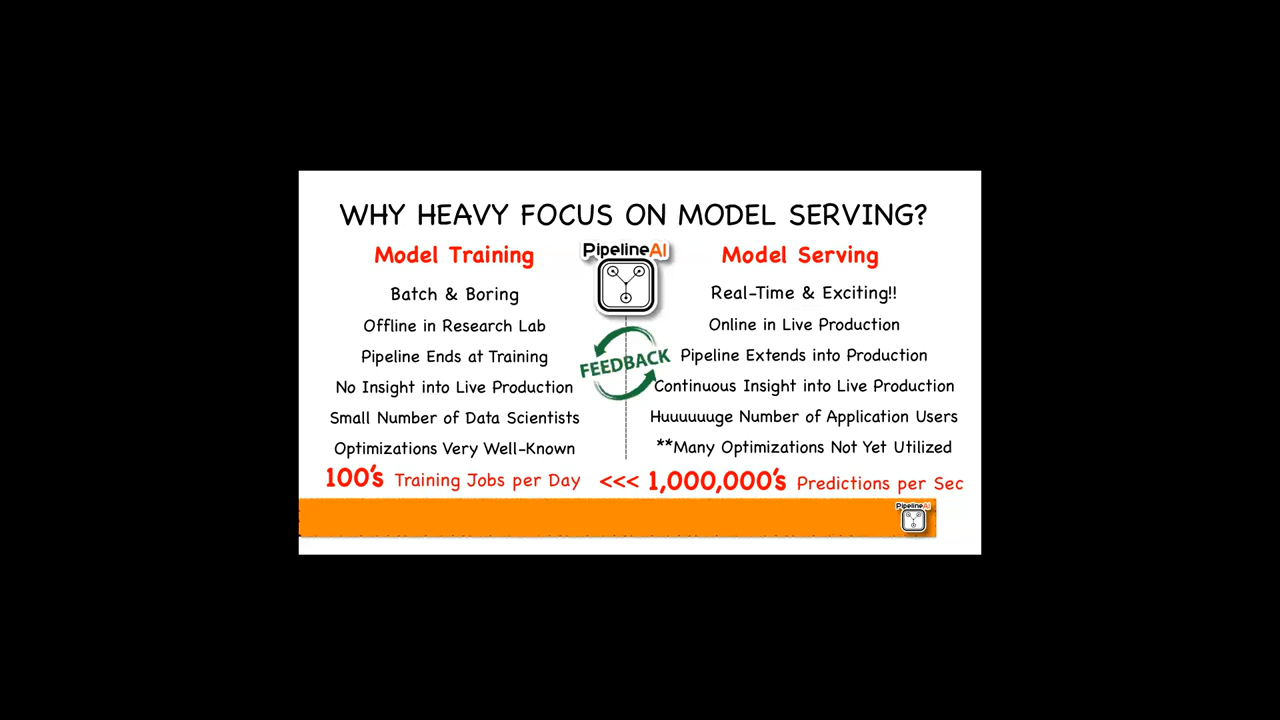 WHY HEAVY FOCUS ON MODEL SERVING?
PipelineAI
Model Training
Batch & Boring
Offline in Research Lab
Pipeline Ends at Training
No Insight into Live Production
Small Number of Data Scientists
Optimizations Very Well-Known
100's Training Jobs per Day
FEEDBACK
Model Serving
Real-Time & Exciting!!
Online in Live Production
Pipeline Extends into Production
Continuous Insight into Live Production
Huuuuuuge Number of Application Users
**Many Optimizations Not Yet Utilized
<<< 1,000,000's Predictions per Sec
PipelineAI